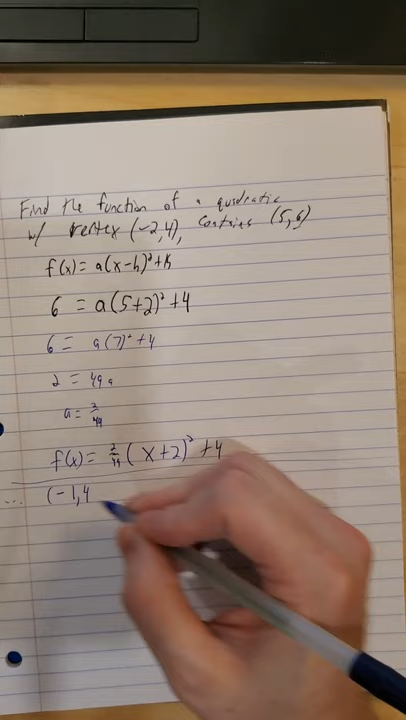 Find the function of a quadratic
w/ vertex (-2,4), contains (5,6)
f(x) = a(x-h)²+k
6 = a(5+2)²+4
6 = a(7)²+4
2 = 49a
a = 2/49
f(x) = 2/49 (x+2)² + 4
... (-1,4